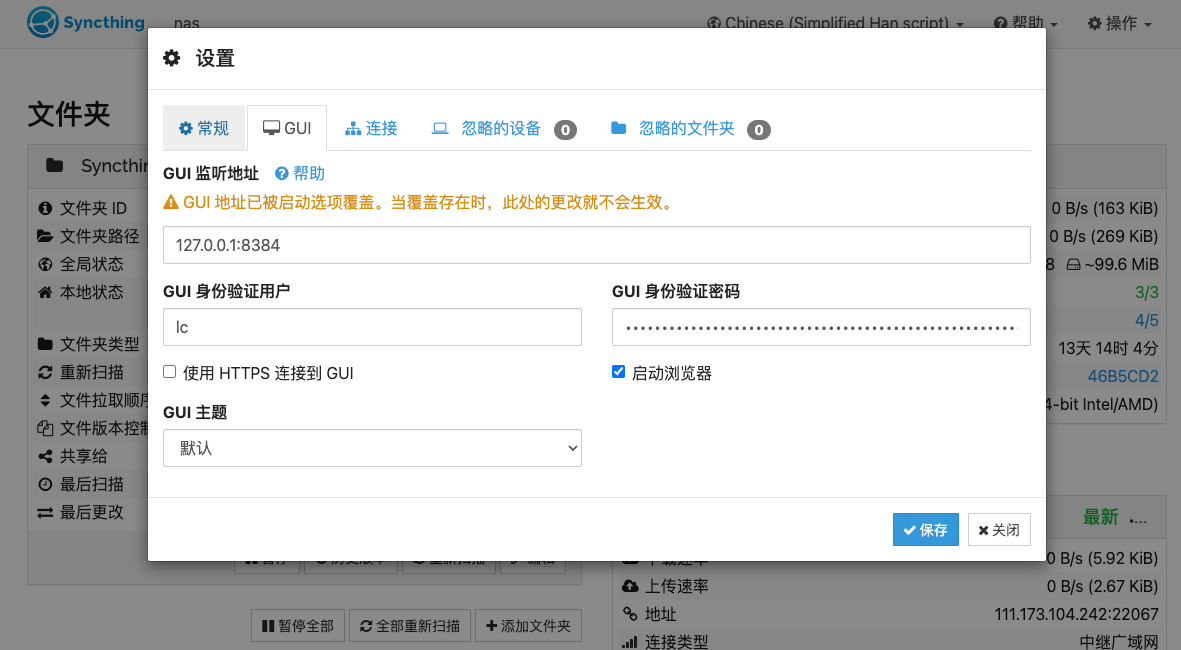 Syncthing
nas
Chinese (Simplified Han script)
帮助
操作
设置
常规
GUI
连接
忽略的设备 0
忽略的文件夹 0
GUI 监听地址 帮助
GUI 地址已被启动选项覆盖。当覆盖存在时，此处的更改就不会生效。
127.0.0.1:8384
GUI 身份验证用户
GUI 身份验证密码
lc
使用 HTTPS 连接到 GUI
启动浏览器
GUI 主题
默认
保存
关闭
文件夹
文件夹 ID
文件夹路径
全局状态
本地状态
文件夹类型
重新扫描
文件拉取顺序
文件版本控制
共享给
最后扫描
最后更改
暂停全部
全部重新扫描
添加文件夹
0 B/s (163 KiB)
0 B/s (269 KiB)
8 ~99.6 MiB
3/3
4/5
13天 14时 4分
46B5CD2
4-bit Intel/AMD)
最新 ....
0 B/s (5.92 KiB)
上传速率 0 B/s (2.67 KiB)
地址 111.173.104.242:22067
连接类型 中继广域网